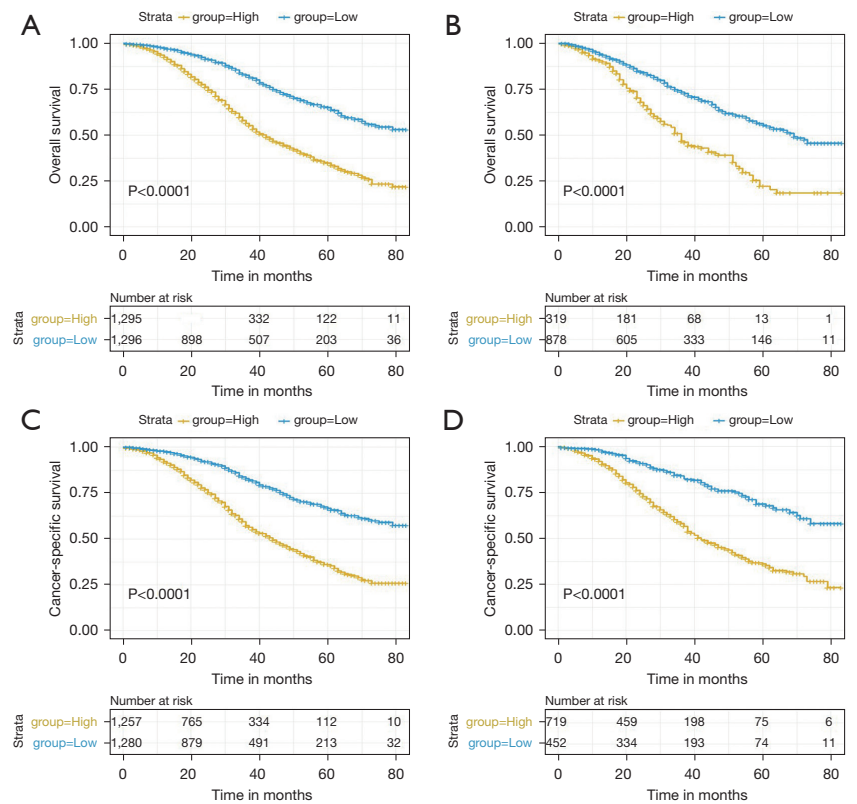 A
Strata group=High group=Low
1.00
0.75
0.50
0.25
0.00
Overall survival
P<0.0001
0 20 40 60 80
Time in months
Number at risk
Strata
group=High 1,295 332 122 11
group=Low 1,296 898 507 203 36
0 20 40 60 80
Time in months
B
Strata group=High group=Low
1.00
0.75
0.50
0.25
0.00
Overall survival
P<0.0001
0 20 40 60 80
Time in months
Number at risk
Strata
group=High 319 181 68 13 1
group=Low 878 605 333 146 11
0 20 40 60 80
Time in months
C
Strata group=High group=Low
1.00
0.75
0.50
0.25
0.00
Cancer-specific survival
P<0.0001
0 20 40 60 80
Time in months
Number at risk
Strata
group=High 1,257 765 334 112 10
group=Low 1,280 879 491 213 32
0 20 40 60 80
Time in months
D
Strata group=High group=Low
1.00
0.75
0.50
0.25
0.00
Cancer-specific survival
P<0.0001
0 20 40 60 80
Time in months
Number at risk
Strata
group=High 719 459 198 75 6
group=Low 452 334 193 74 11
0 20 40 60 80
Time in months